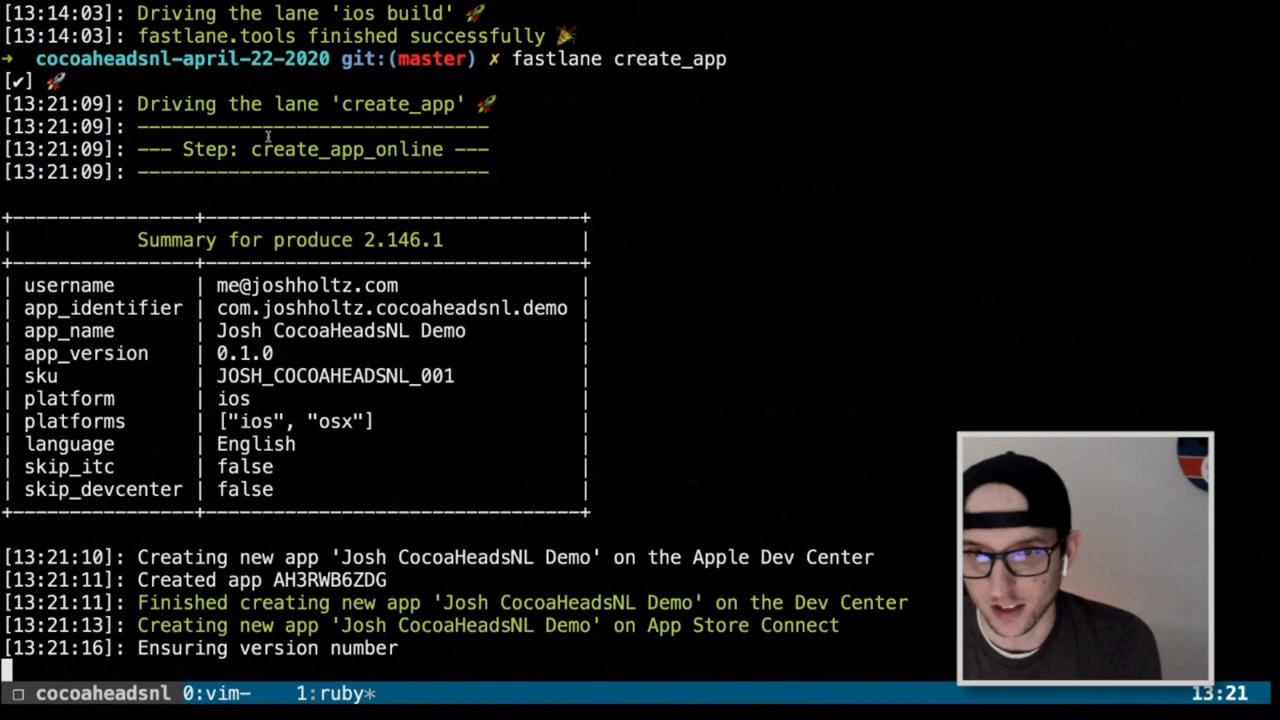 [13:14:03]: Driving the lane 'ios build' 🚀
[13:14:03]: fastlane.tools finished successfully 🎉
➜ cocoaheadsnl-april-22-2020 git:(master) ✗ fastlane create_app
[✔] 🚀
[13:21:09]: Driving the lane 'create_app' 🚀
[13:21:09]: -------------------------------
[13:21:09]: --- Step: create_app_online ---
[13:21:09]: -------------------------------
+-----------------+----------------------------------+
| Summary for produce 2.146.1 |
+-----------------+----------------------------------+
| username | me@joshholtz.com |
| app_identifier | com.joshholtz.cocoaheadsnl.demo |
| app_name | Josh CocoaHeadsNL Demo |
| app_version | 0.1.0 |
| sku | JOSH_COCOAHEADSNL_001 |
| platform | ios |
| platforms | ["ios", "osx"] |
| language | English |
| skip_itc | false |
| skip_devcenter | false |
+-----------------+----------------------------------+
[13:21:10]: Creating new app 'Josh CocoaHeadsNL Demo' on the Apple Dev Center
[13:21:11]: Created app AH3RWB6ZDG
[13:21:11]: Finished creating new app 'Josh CocoaHeadsNL Demo' on the Dev Center
[13:21:13]: Creating new app 'Josh CocoaHeadsNL Demo' on App Store Connect
[13:21:16]: Ensuring version number
□ cocoaheadsnl 0:vim- 1:ruby* 13:21